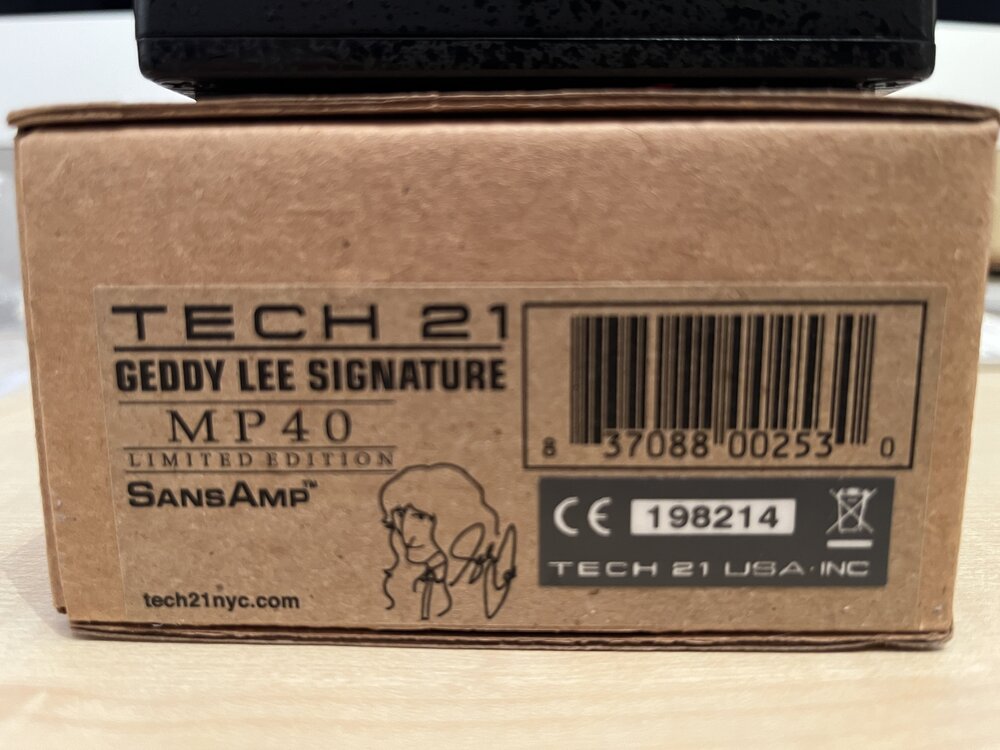 TECH 21
GEDDY LEE SIGNATURE
MP40
LIMITED EDITION
SANSAMP™
tech21nyc.com
8 37088 00253 0
CE 198214
TECH 21 USA·INC